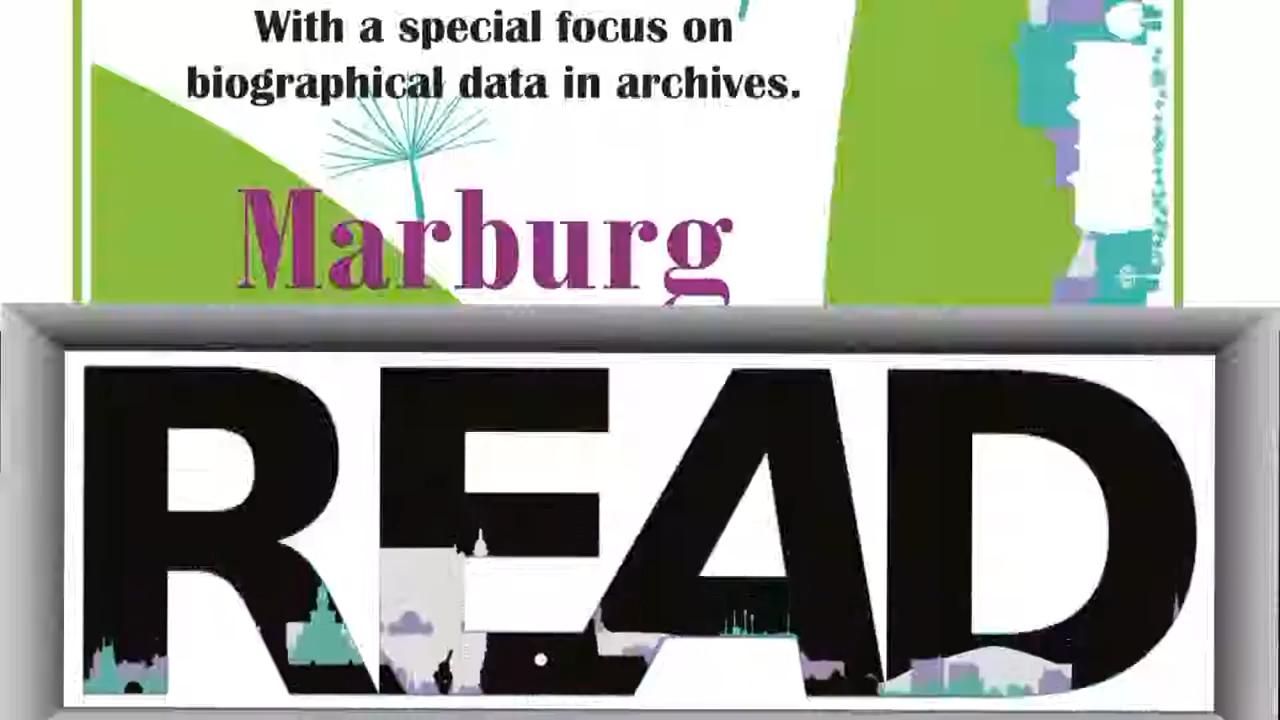 With a special focus on
biographical data in archives.
Marburg
READ